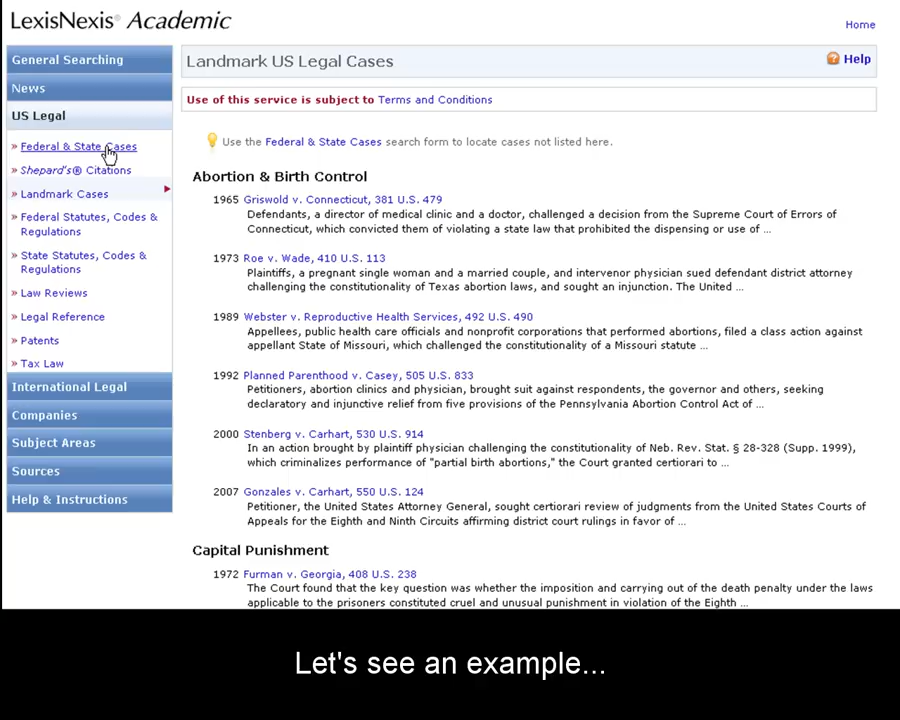 LexisNexis® Academic
Home
General Searching
News
US Legal
» Federal & State Cases
» Shepard's® Citations
» Landmark Cases
» Federal Statutes, Codes &
Regulations
» State Statutes, Codes &
Regulations
» Law Reviews
» Legal Reference
» Patents
» Tax Law
International Legal
Companies
Subject Areas
Sources
Help & Instructions
Landmark US Legal Cases
? Help
Use of this service is subject to Terms and Conditions
Use the Federal & State Cases search form to locate cases not listed here.
Abortion & Birth Control
1965 Griswold v. Connecticut, 381 U.S. 479
Defendants, a director of medical clinic and a doctor, challenged a decision from the Supreme Court of Errors of
Connecticut, which convicted them of violating a state law that prohibited the dispensing or use of ...
1973 Roe v. Wade, 410 U.S. 113
Plaintiffs, a pregnant single woman and a married couple, and intervenor physician sued defendant district attorney
challenging the constitutionality of Texas abortion laws, and sought an injunction. The United ...
1989 Webster v. Reproductive Health Services, 492 U.S. 490
Appellees, public health care officials and nonprofit corporations that performed abortions, filed a class action against
appellant State of Missouri, which challenged the constitutionality of a Missouri statute ...
1992 Planned Parenthood v. Casey, 505 U.S. 833
Petitioners, abortion clinics and physician, brought suit against respondents, the governor and others, seeking
declaratory and injunctive relief from five provisions of the Pennsylvania Abortion Control Act of ...
2000 Stenberg v. Carhart, 530 U.S. 914
In an action brought by plaintiff physician challenging the constitutionality of Neb. Rev. Stat. § 28-328 (Supp. 1999),
which criminalizes performance of "partial birth abortions," the Court granted certiorari to ...
2007 Gonzales v. Carhart, 550 U.S. 124
Petitioner, the United States Attorney General, sought certiorari review of judgments from the United States Courts of
Appeals for the Eighth and Ninth Circuits affirming district court rulings in favor of ...
Capital Punishment
1972 Furman v. Georgia, 408 U.S. 238
The Court found that the key question was whether the imposition and carrying out of the death penalty under the laws
applicable to the prisoners constituted cruel and unusual punishment in violation of the Eighth ...
Let's see an example...